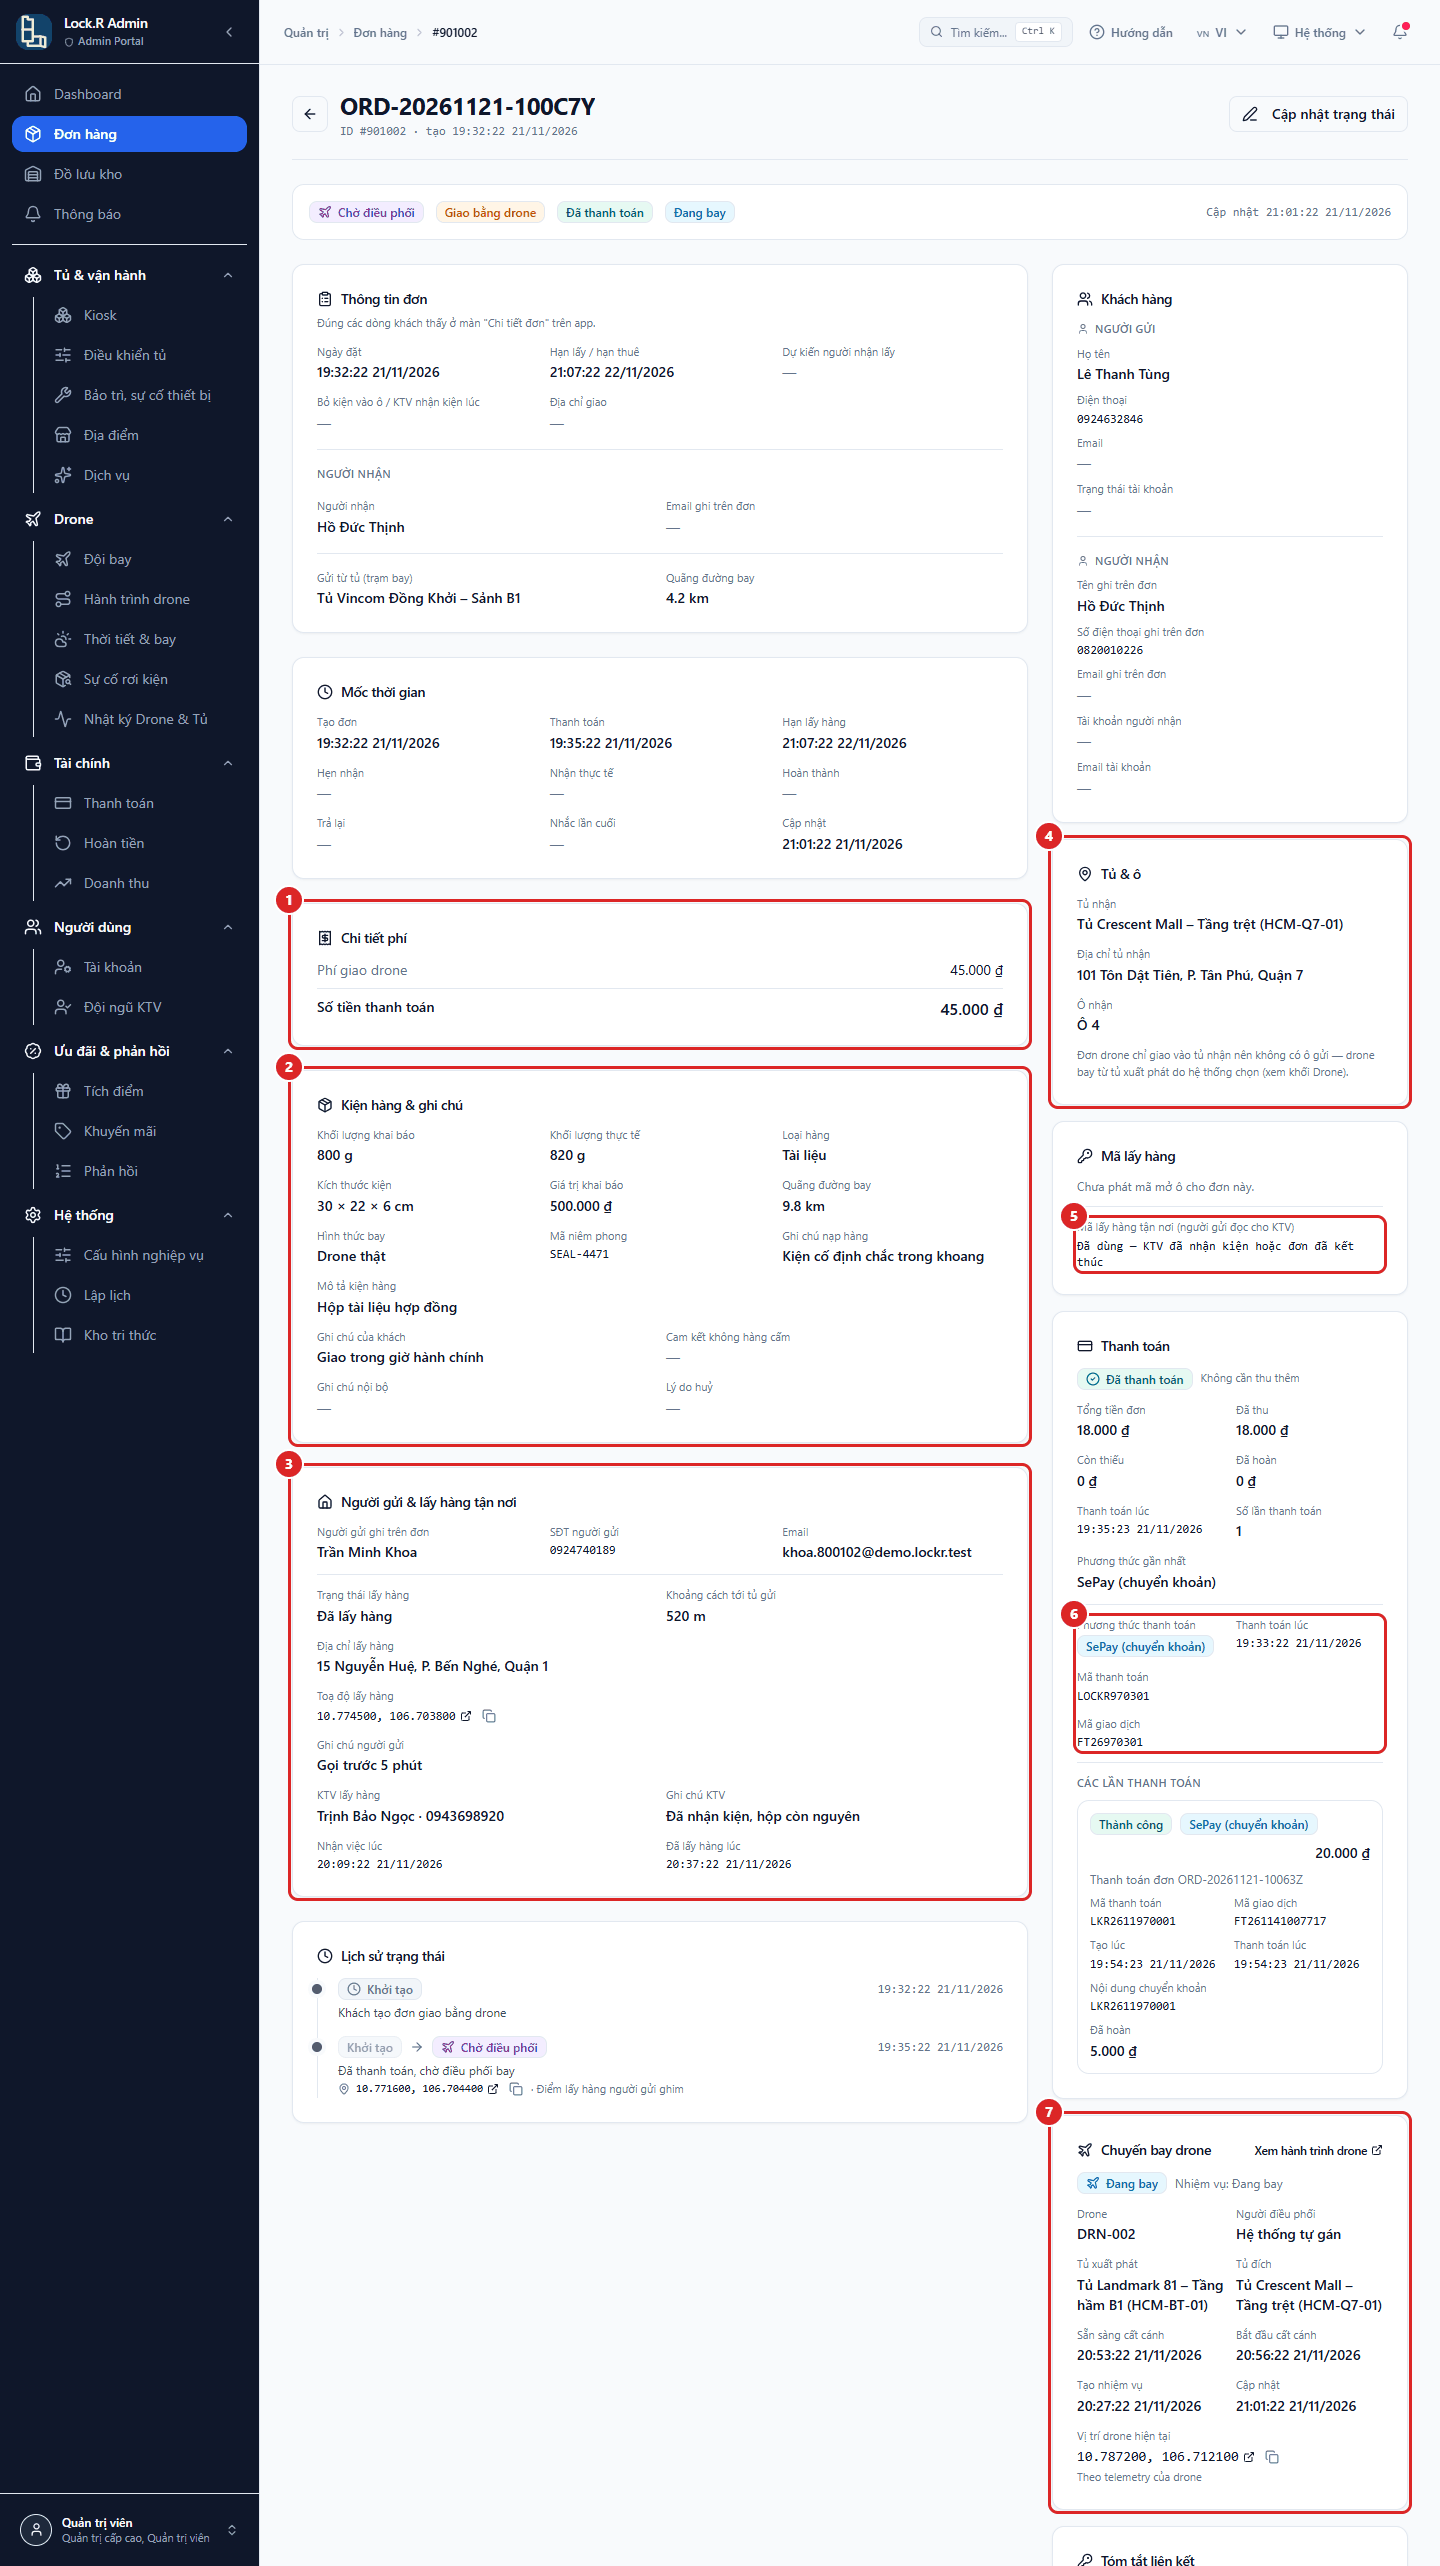 Lock.R Admin
Admin Portal
Dashboard
Đơn hàng
Đồ lưu kho
Thông báo
Tủ & vận hành
Kiosk
Điều khiển tủ
Bảo trì, sự cố thiết bị
Địa điểm
Dịch vụ
Drone
Đội bay
Hành trình drone
Thời tiết & bay
Sự cố rơi kiện
Nhật ký Drone & Tủ
Tài chính
Thanh toán
Hoàn tiền
Doanh thu
Người dùng
Tài khoản
Đội ngũ KTV
Ưu đãi & phản hồi
Tích điểm
Khuyến mãi
Phản hồi
Hệ thống
Cấu hình nghiệp vụ
Lập lịch
Kho tri thức
Quản trị viên
Quản trị cấp cao, Quản trị viên
Quản trị > Đơn hàng > #901002
Tìm kiếm... Ctrl K
Hướng dẫn
VN VI
Hệ thống
ORD-20261121-100C7Y
ID #901002 · tạo 19:32:22 21/11/2026
Cập nhật trạng thái
Chờ điều phối Giao bằng drone Đã thanh toán Đang bay
Cập nhật 21:01:22 21/11/2026
Thông tin đơn
Đúng các dòng khách thấy ở màn "Chi tiết đơn" trên app.
Ngày đặt Hạn lấy / hạn thuê Dự kiến người nhận lấy
19:32:22 21/11/2026 21:07:22 22/11/2026 —
Bỏ kiện vào ô / KTV nhận kiện lúc Địa chỉ giao
— —
NGƯỜI NHẬN
Người nhận Email ghi trên đơn
Hồ Đức Thịnh —
Gửi từ tủ (trạm bay) Quãng đường bay
Tủ Vincom Đồng Khởi – Sảnh B1 4.2 km
Mốc thời gian
Tạo đơn Thanh toán Hạn lấy hàng
19:32:22 21/11/2026 19:35:22 21/11/2026 21:07:22 22/11/2026
Hẹn nhận Nhận thực tế Hoàn thành
— — —
Trả lại Nhắc lần cuối Cập nhật
— — 21:01:22 21/11/2026
1
Chi tiết phí
Phí giao drone 45.000 ₫
Số tiền thanh toán 45.000 ₫
2
Kiện hàng & ghi chú
Khối lượng khai báo Khối lượng thực tế Loại hàng
800 g 820 g Tài liệu
Kích thước kiện Giá trị khai báo Quãng đường bay
30 × 22 × 6 cm 500.000 ₫ 9.8 km
Hình thức bay Mã niêm phong Ghi chú nạp hàng
Drone thật SEAL-4471 Kiện cố định chắc trong khoang
Mô tả kiện hàng
Hộp tài liệu hợp đồng
Ghi chú của khách Cam kết không hàng cấm
Giao trong giờ hành chính —
Ghi chú nội bộ Lý do huỷ
— —
3
Người gửi & lấy hàng tận nơi
Người gửi ghi trên đơn SĐT người gửi Email
Trần Minh Khoa 0924740189 khoa.800102@demo.lockr.test
Trạng thái lấy hàng Khoảng cách tới tủ gửi
Đã lấy hàng 520 m
Địa chỉ lấy hàng
15 Nguyễn Huệ, P. Bến Nghé, Quận 1
Toạ độ lấy hàng
10.774500, 106.703800
Ghi chú người gửi
Gọi trước 5 phút
KTV lấy hàng Ghi chú KTV
Trịnh Bảo Ngọc · 0943698920 Đã nhận kiện, hộp còn nguyên
Nhận việc lúc Đã lấy hàng lúc
20:09:22 21/11/2026 20:37:22 21/11/2026
Lịch sử trạng thái
Khởi tạo 19:32:22 21/11/2026
Khách tạo đơn giao bằng drone
Khởi tạo → Chờ điều phối 19:35:22 21/11/2026
Đã thanh toán, chờ điều phối bay
10.771600, 106.704400 · Điểm lấy hàng người gửi ghim
Khách hàng
NGƯỜI GỬI
Họ tên
Lê Thanh Tùng
Điện thoại
0924632846
Email
—
Trạng thái tài khoản
—
NGƯỜI NHẬN
Tên ghi trên đơn
Hồ Đức Thịnh
Số điện thoại ghi trên đơn
0820010226
Email ghi trên đơn
—
Tài khoản người nhận
—
Email tài khoản
—
4
Tủ & ô
Tủ nhận
Tủ Crescent Mall – Tầng trệt (HCM-Q7-01)
Địa chỉ tủ nhận
101 Tôn Dật Tiên, P. Tân Phú, Quận 7
Ô nhận
Ô 4
Đơn drone chỉ giao vào tủ nhận nên không có ô gửi — drone
bay từ tủ xuất phát do hệ thống chọn (xem khối Drone).
Mã lấy hàng
Chưa phát mã mở ô cho đơn này.
5
lấy hàng tận nơi (người gửi đọc cho KTV)
Đã dùng — KTV đã nhận kiện hoặc đơn đã kết
thúc
Thanh toán
Đã thanh toán Không cần thu thêm
Tổng tiền đơn Đã thu
18.000 ₫ 18.000 ₫
Còn thiếu Đã hoàn
0 ₫ 0 ₫
Thanh toán lúc Số lần thanh toán
19:35:23 21/11/2026 1
Phương thức gần nhất
SePay (chuyển khoản)
6
thức thanh toán Thanh toán lúc
SePay (chuyển khoản) 19:33:22 21/11/2026
Mã thanh toán
LOCKR970301
Mã giao dịch
FT26970301
CÁC LẦN THANH TOÁN
Thành công SePay (chuyển khoản)
20.000 ₫
Thanh toán đơn ORD-20261121-10063Z
Mã thanh toán Mã giao dịch
LKR2611970001 FT261141007717
Tạo lúc Thanh toán lúc
19:54:23 21/11/2026 19:54:23 21/11/2026
Nội dung chuyển khoản
LKR2611970001
Đã hoàn
5.000 ₫
7
Chuyến bay drone Xem hành trình drone
Đang bay Nhiệm vụ: Đang bay
Drone Người điều phối
DRN-002 Hệ thống tự gán
Tủ xuất phát Tủ đích
Tủ Landmark 81 – Tầng Tủ Crescent Mall –
hầm B1 (HCM-BT-01) Tầng trệt (HCM-Q7-01)
Sẵn sàng cất cánh Bắt đầu cất cánh
20:53:22 21/11/2026 20:56:22 21/11/2026
Tạo nhiệm vụ Cập nhật
20:27:22 21/11/2026 21:01:22 21/11/2026
Vị trí drone hiện tại
10.787200, 106.712100
Theo telemetry của drone
Tóm tắt liên kết